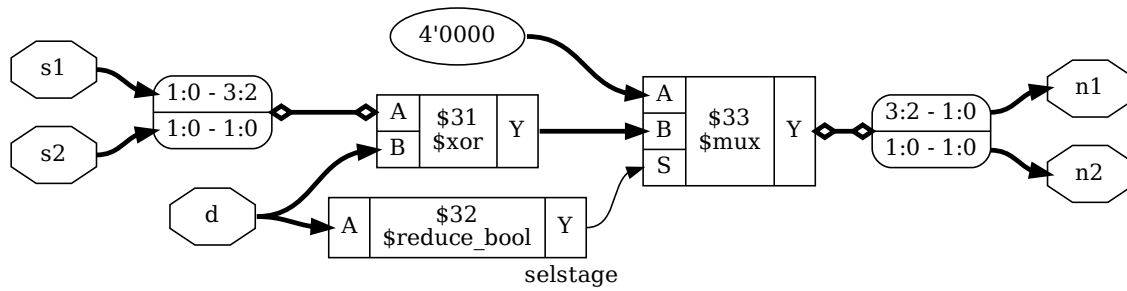 s1
s2
1:0 - 3:2
1:0 - 1:0
d
A
B
$31
$xor
Y
A
$32
$reduce_bool
Y
4'0000
A
B
S
$33
$mux
Y
3:2 - 1:0
1:0 - 1:0
n1
n2
selstage